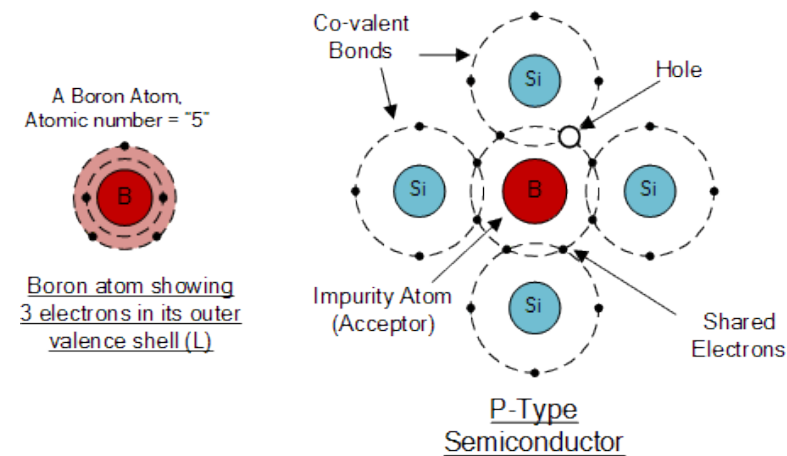 A Boron Atom,
Atomic number = "5"
B
Boron atom showing
3 electrons in its outer
valence shell (L)
Co-valent
Bonds
Hole
Si
Si
B
Si
Si
Impurity Atom
(Acceptor)
Shared
Electrons
P-Type
Semiconductor